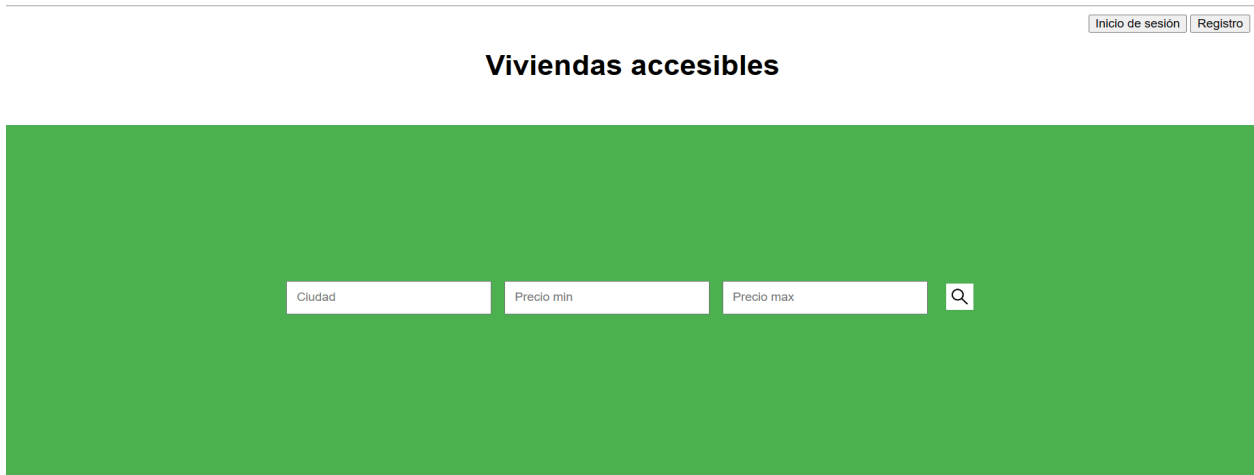 Inicio de sesión Registro
Viviendas accesibles
Ciudad Precio min Precio max